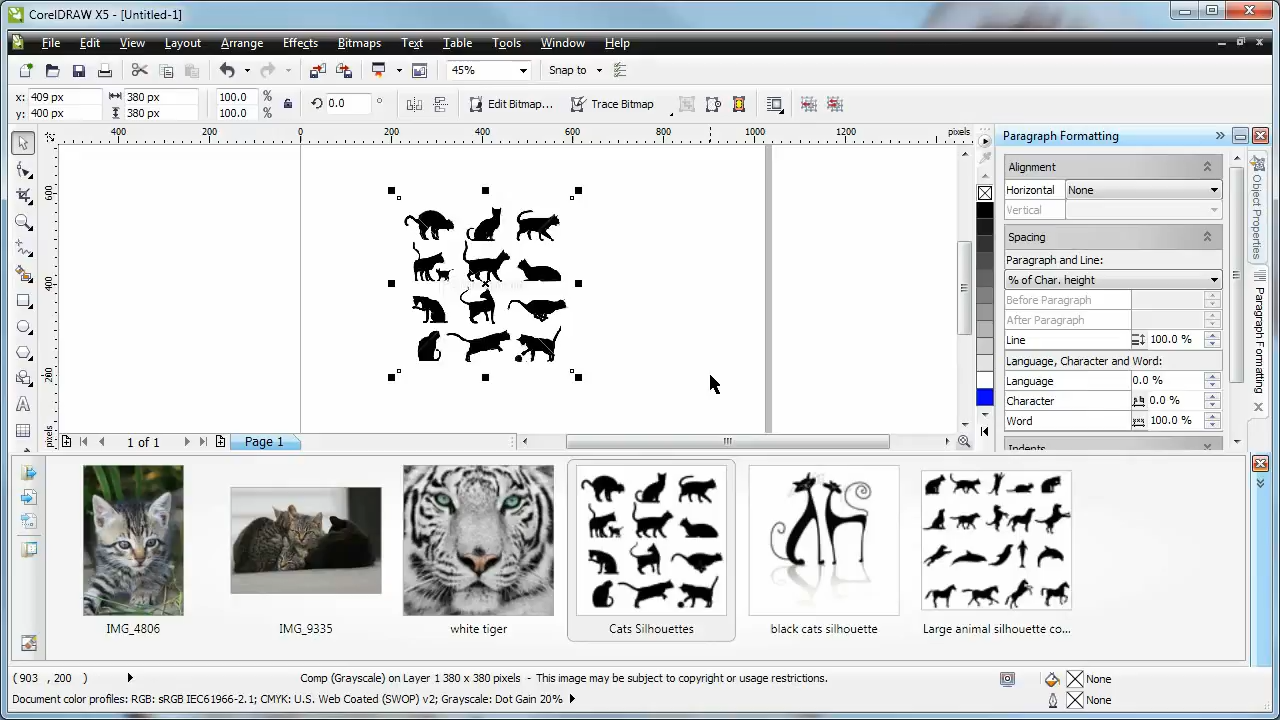 CorelDRAW X5 - [Untitled-1]
File Edit View Layout Arrange Effects Bitmaps Text Table Tools Window Help
45% Snap to
x: 409 px 380 px 100.0 % 0.0 ° Edit Bitmap... Trace Bitmap
y: 400 px 380 px 100.0 %
400 200 0 200 400 600 800 1000 1200 pixels
600
400
200
pixels
Paragraph Formatting
Alignment
Horizontal None
Vertical
Spacing
Paragraph and Line:
% of Char. height
Before Paragraph
After Paragraph
Line 100.0 %
Language, Character and Word:
Language 0.0 %
Character 0.0 %
Word 100.0 %
Indents
Object Properties
Paragraph Formatting
1 of 1 Page 1
IMG_4806 IMG_9335 white tiger Cats Silhouettes black cats silhouette Large animal silhouette co...
( 903 , 200 ) Comp (Grayscale) on Layer 1 380 x 380 pixels - This image may be subject to copyright or usage restrictions. None
Document color profiles: RGB: sRGB IEC61966-2.1; CMYK: U.S. Web Coated (SWOP) v2; Grayscale: Dot Gain 20% None